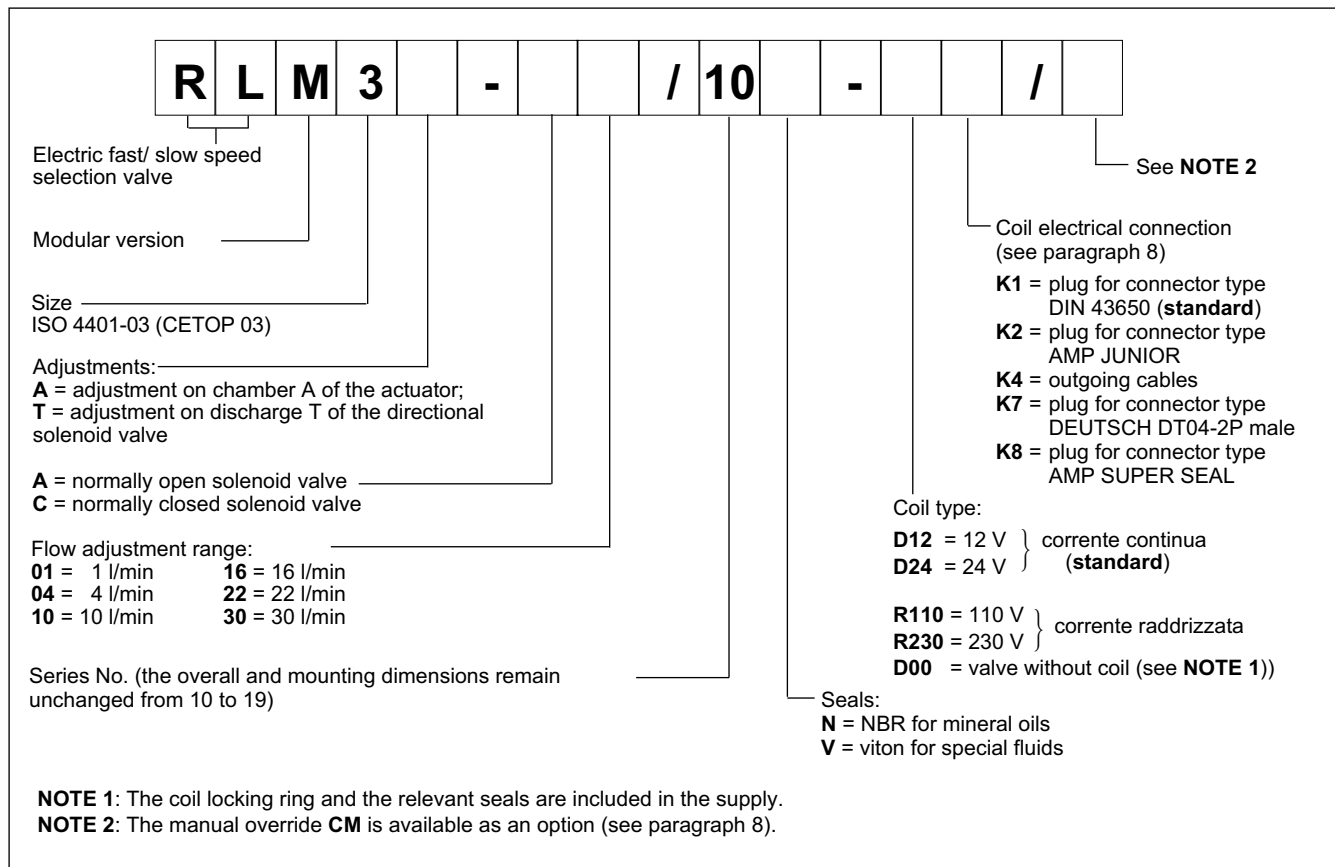 R L M 3 - / 10 - /
Electric fast/ slow speed
selection valve
Modular version
Size
ISO 4401-03 (CETOP 03)
Adjustments:
A = adjustment on chamber A of the actuator;
T = adjustment on discharge T of the directional
solenoid valve
A = normally open solenoid valve
C = normally closed solenoid valve
Flow adjustment range:
01 = 1 l/min 16 = 16 l/min
04 = 4 l/min 22 = 22 l/min
10 = 10 l/min 30 = 30 l/min
Series No. (the overall and mounting dimensions remain
unchanged from 10 to 19)
See NOTE 2
Coil electrical connection
(see paragraph 8)
K1 = plug for connector type
DIN 43650 (standard)
K2 = plug for connector type
AMP JUNIOR
K4 = outgoing cables
K7 = plug for connector type
DEUTSCH DT04-2P male
K8 = plug for connector type
AMP SUPER SEAL
Coil type:
D12 = 12 V corrente continua
D24 = 24 V (standard)
R110 = 110 V
R230 = 230 V corrente raddrizzata
D00 = valve without coil (see NOTE 1))
Seals:
N = NBR for mineral oils
V = viton for special fluids
NOTE 1: The coil locking ring and the relevant seals are included in the supply.
NOTE 2: The manual override CM is available as an option (see paragraph 8).